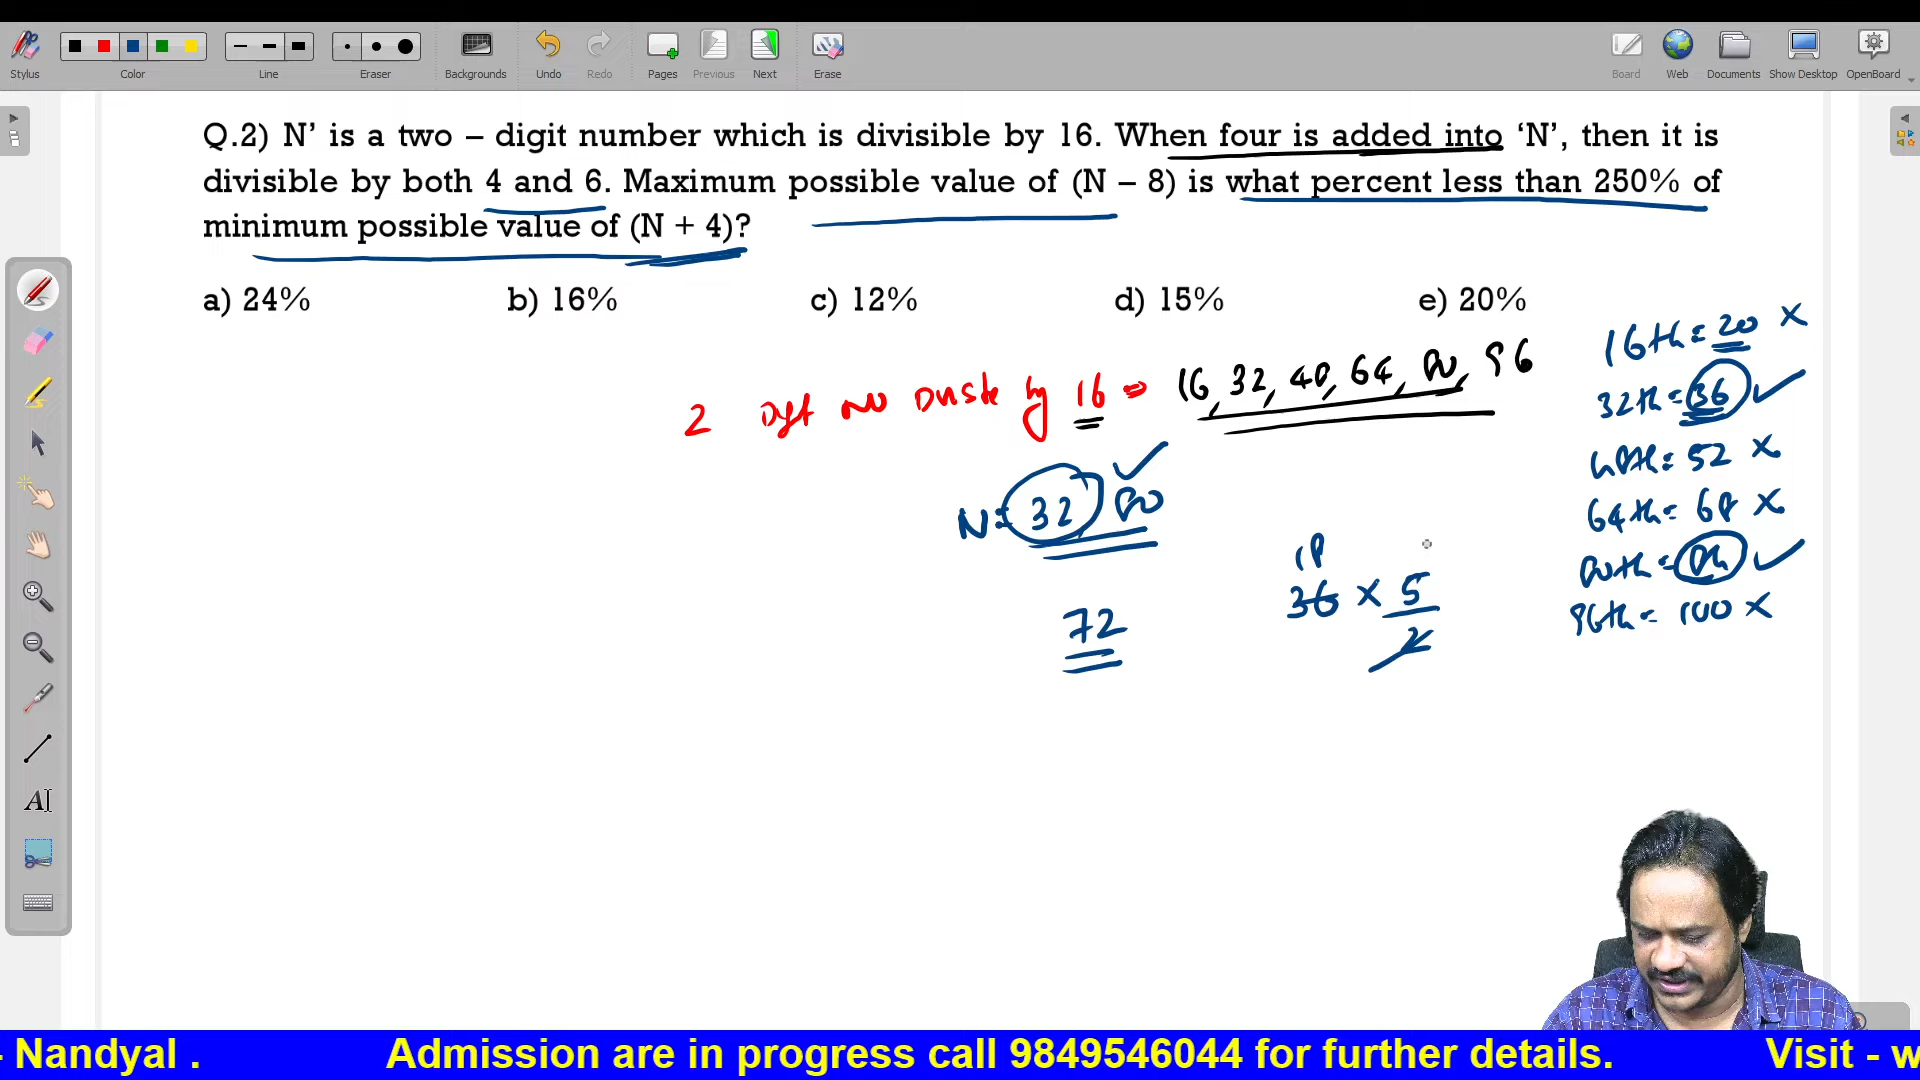 Stylus
Color
Line
Eraser
Backgrounds
Undo
Redo
Pages
Previous
Next
Erase
Board
Web
Documents
Show Desktop
OpenBoard
Q.2) N’ is a two – digit number which is divisible by 16. When four is added into ‘N’, then it is
divisible by both 4 and 6. Maximum possible value of (N – 8) is what percent less than 250% of
minimum possible value of (N + 4)?
a) 24% b) 16% c) 12% d) 15% e) 20%
2 No by 16 = 16, 32, 48, 64, 80, 96
16+4 = 20 ×
32+4 = 36 ✓
48+4 = 52 ×
64+4 = 68 ×
80+4 = 84 ✓
96+4 = 100 ×
N = 32 80 ✓
72
18
36 × 5
2
- Nandyal . Admission are in progress call 9849546044 for further details. Visit - w